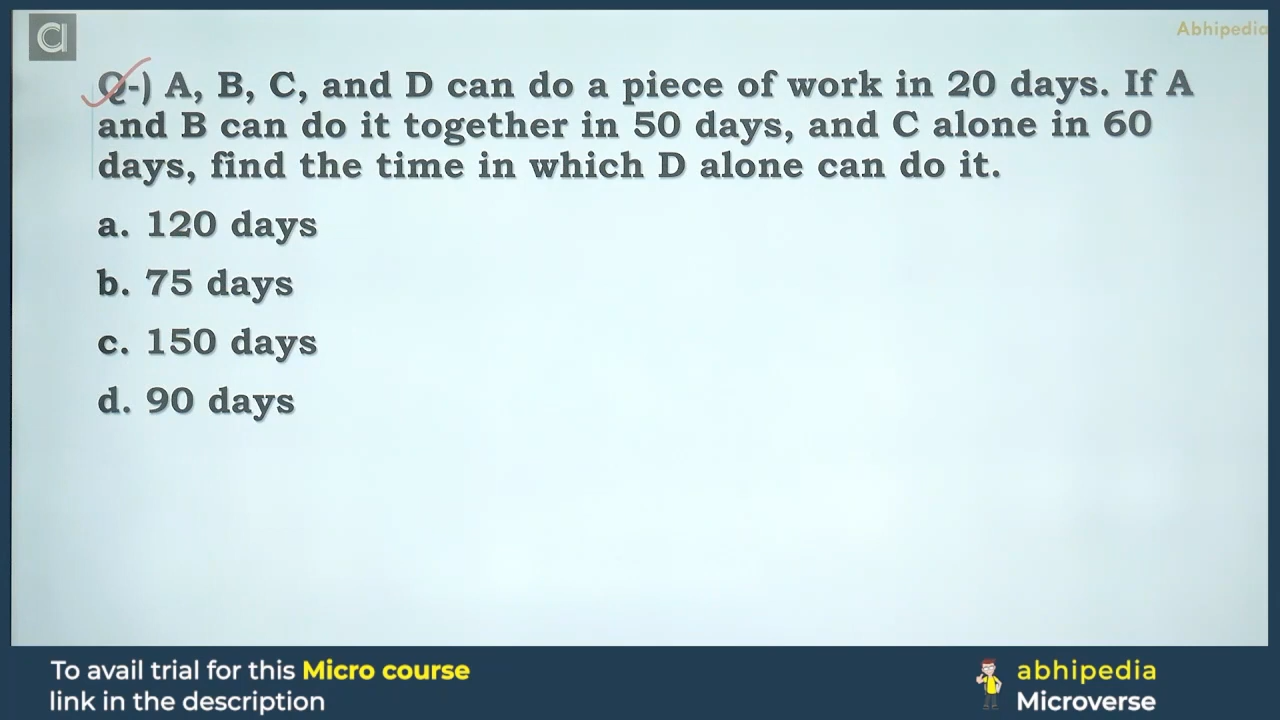 Abhipedia
Q-) A, B, C, and D can do a piece of work in 20 days. If A
and B can do it together in 50 days, and C alone in 60
days, find the time in which D alone can do it.
a. 120 days
b. 75 days
c. 150 days
d. 90 days
To avail trial for this Micro course
link in the description
abhipedia
Microverse